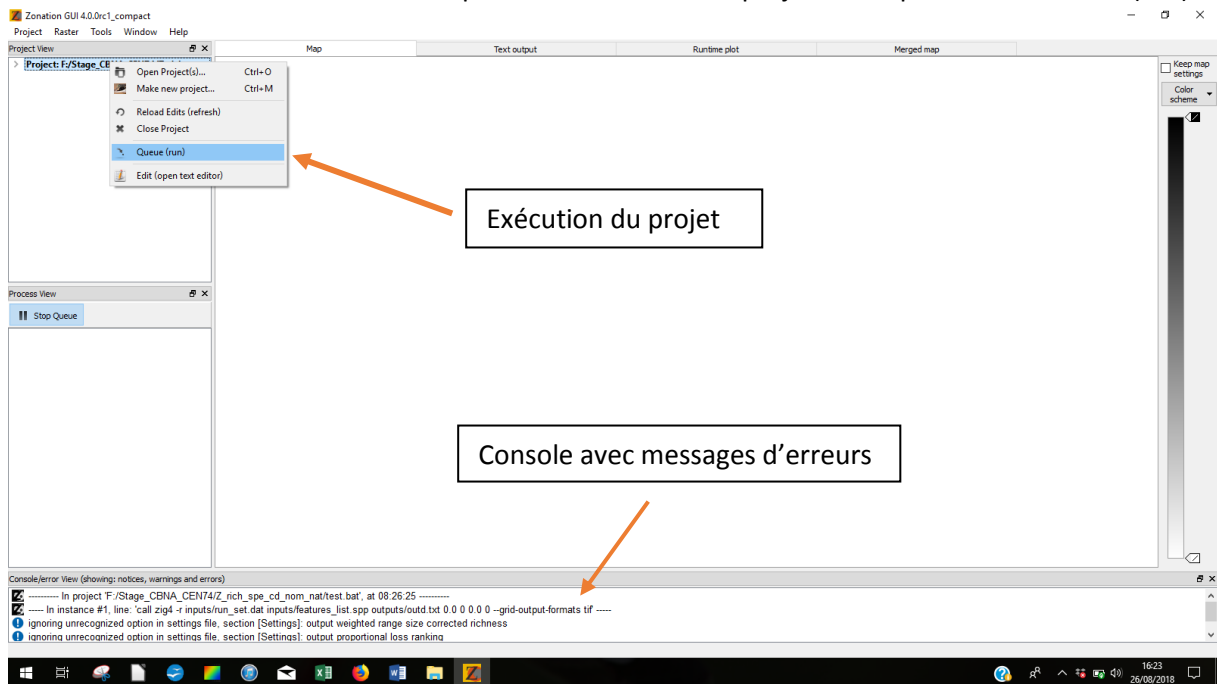 Zonation GUI 4.0.0rc1_compact
Project Raster Tools Window Help
Project View
Map
Text output
Runtime plot
Merged map
Project: F:/Stage_
Open Project(s)... Ctrl+O
Make new project... Ctrl+M
Reload Edits (refresh)
Close Project
Queue (run)
Edit (open text editor)
Keep map
settings
Color
scheme
Exécution du projet
Process View
Stop Queue
Console avec messages d'erreurs
Console/error View (showing: notices, warnings and errors)
---------- In project 'F:/Stage_CBNA_CEN74/Z_rich_spe_cd_nom_nat/test.bat', at 08:26:25 ----------
----- In instance #1, line: 'call zig4 -r inputs/run_set.dat inputs/features_list.spp outputs/outd.txt 0.0 0 0.0 0 --grid-output-formats tif' -----
ignoring unrecognized option in settings file, section [Settings]: output weighted range size corrected richness
ignoring unrecognized option in settings file, section [Settings]: output proportional loss ranking
16:23
26/08/2018